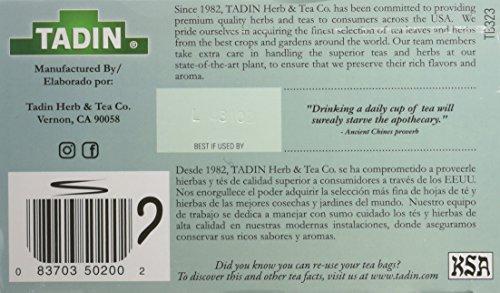 TADIN ®
Manufactured By/
Elaborado por:
Tadin Herb & Tea Co.
Vernon, CA 90058
Since 1982, TADIN Herb & Tea Co. has been committed to providing
premium quality herbs and teas to consumers across the USA. We
pride ourselves in acquiring the finest selection of tea leaves and herbs
from the best crops and gardens around the world. Our team members
take extra care in handling the superior teas and herbs at our
state-of-the-art plant, to ensure that we preserve their rich flavors and
aroma.
TB323
BEST IF USED BY
"Drinking a daily cup of tea will
surealy starve the apothecary."
- Ancient Chines proverb
Desde 1982, TADIN Herb & Tea Co. se ha comprometido a proveerle
hierbas y tés de calidad superior a consumidores a través de los EEUU.
Nos enorgullece el poder adquirir la selección más fina de hojas de té y
hierbas de las mejores cosechas y jardines del mundo. Nuestro equipo
de trabajo se dedica a manejar con sumo cuidado los tés y hierbas de
alta calidad en nuestras modernas instalaciones, donde aseguramos
conservar sus ricos sabores y aromas.
0 83703 50200 2
Did you know you can re-use your tea bags?
To discover this and other tea facts, visit us at www.tadin.com
KSA